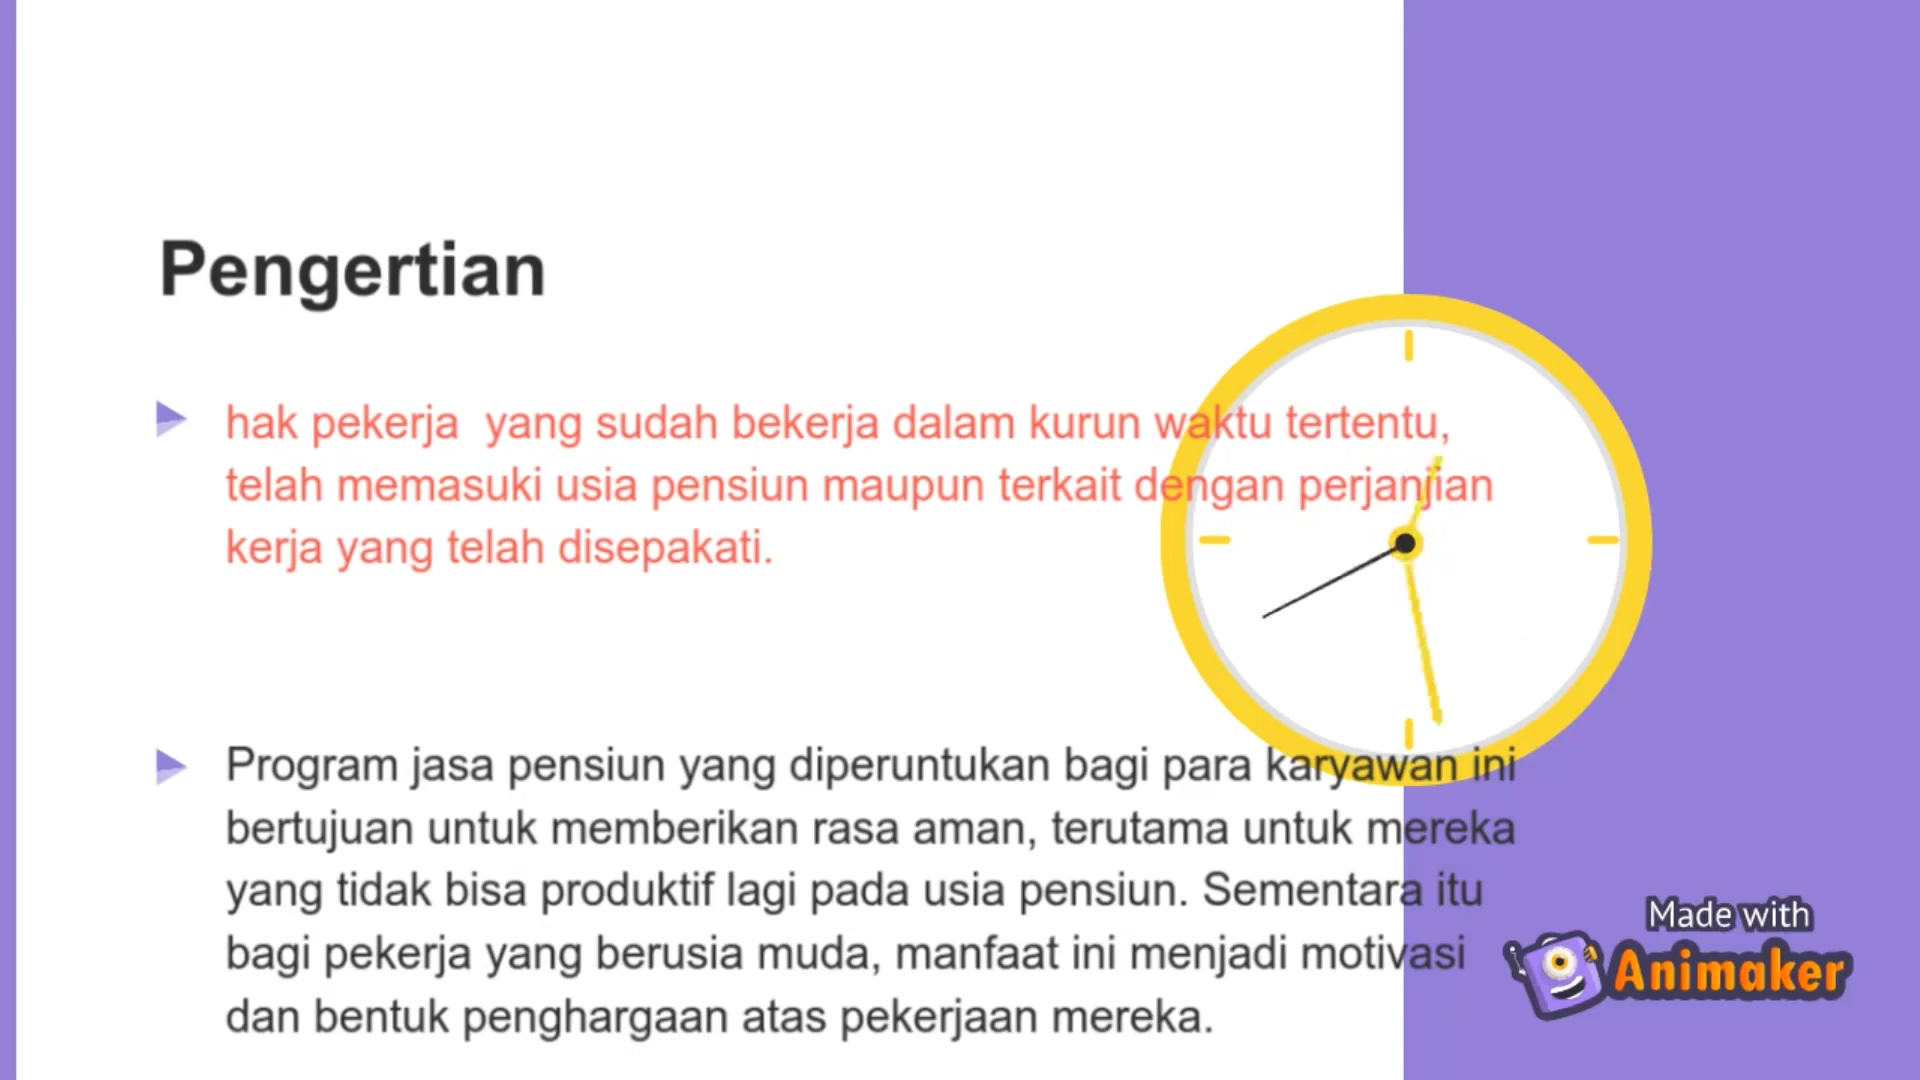 Pengertian
hak pekerja  yang sudah bekerja dalam kurun waktu tertentu,
telah memasuki usia pensiun maupun terkait dengan perjanjian
kerja yang telah disepakati.
Program jasa pensiun yang diperuntukan bagi para karyawan ini
bertujuan untuk memberikan rasa aman, terutama untuk mereka
yang tidak bisa produktif lagi pada usia pensiun. Sementara itu
bagi pekerja yang berusia muda, manfaat ini menjadi motivasi
dan bentuk penghargaan atas pekerjaan mereka.
Made with
Animaker